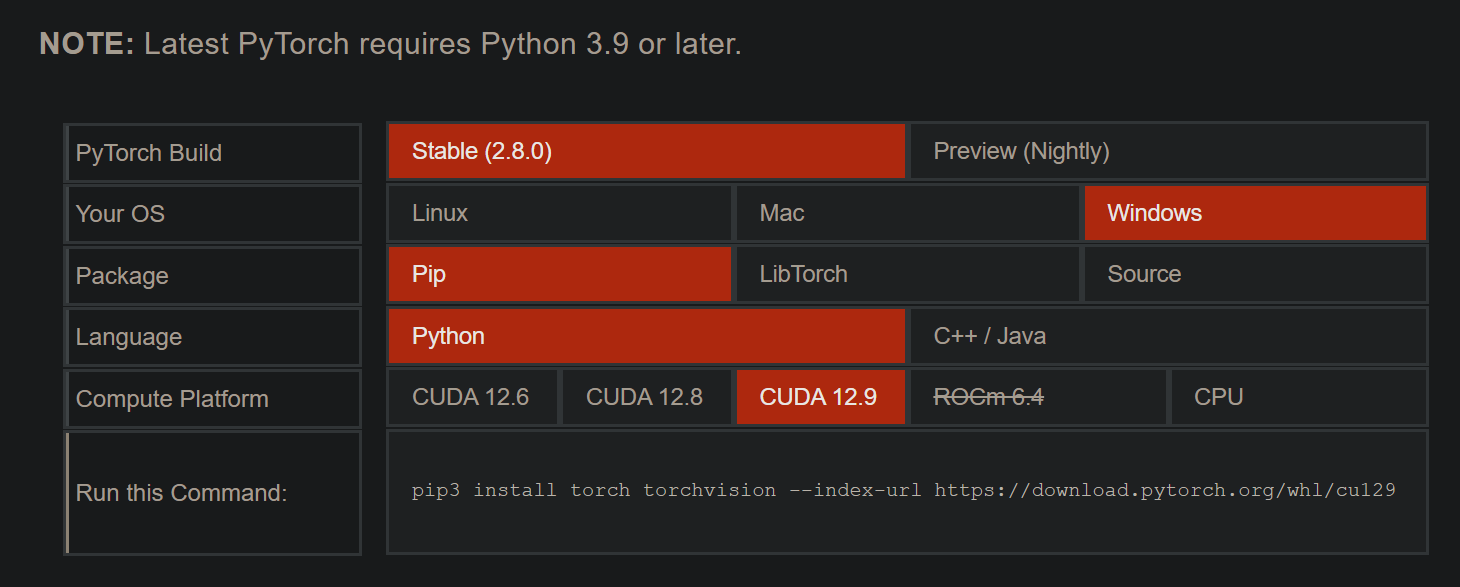 NOTE: Latest PyTorch requires Python 3.9 or later.
PyTorch Build Stable (2.8.0) Preview (Nightly)
Your OS Linux Mac Windows
Package Pip LibTorch Source
Language Python C++ / Java
Compute Platform CUDA 12.6 CUDA 12.8 CUDA 12.9 ROCm 6.4 CPU
Run this Command: pip3 install torch torchvision --index-url https://download.pytorch.org/whl/cu129